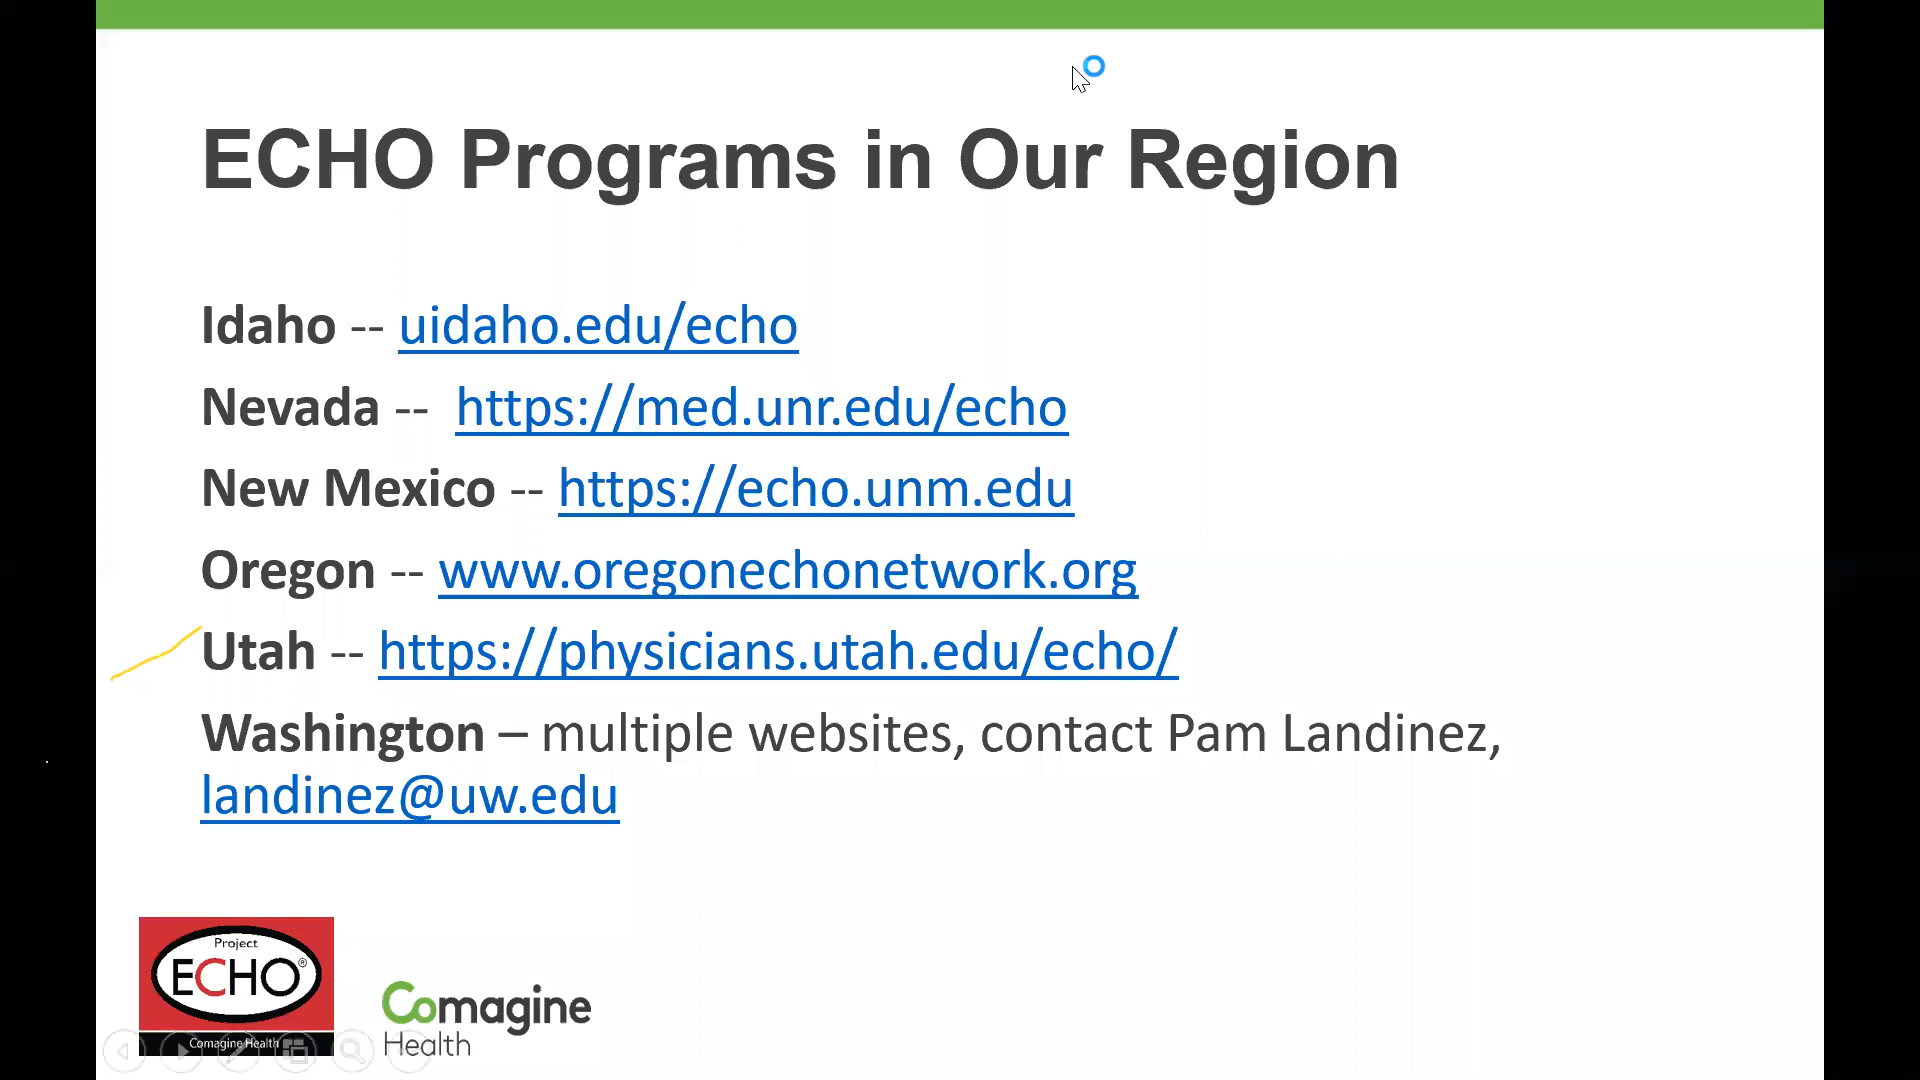 ECHO Programs in Our Region
Idaho -- uidaho.edu/echo
Nevada -- https://med.unr.edu/echo
New Mexico -- https://echo.unm.edu
Oregon -- www.oregonechonetwork.org
Utah -- https://physicians.utah.edu/echo/
Washington – multiple websites, contact Pam Landinez,
landinez@uw.edu
Project
ECHO®
Comagine Health
Comagine
Health